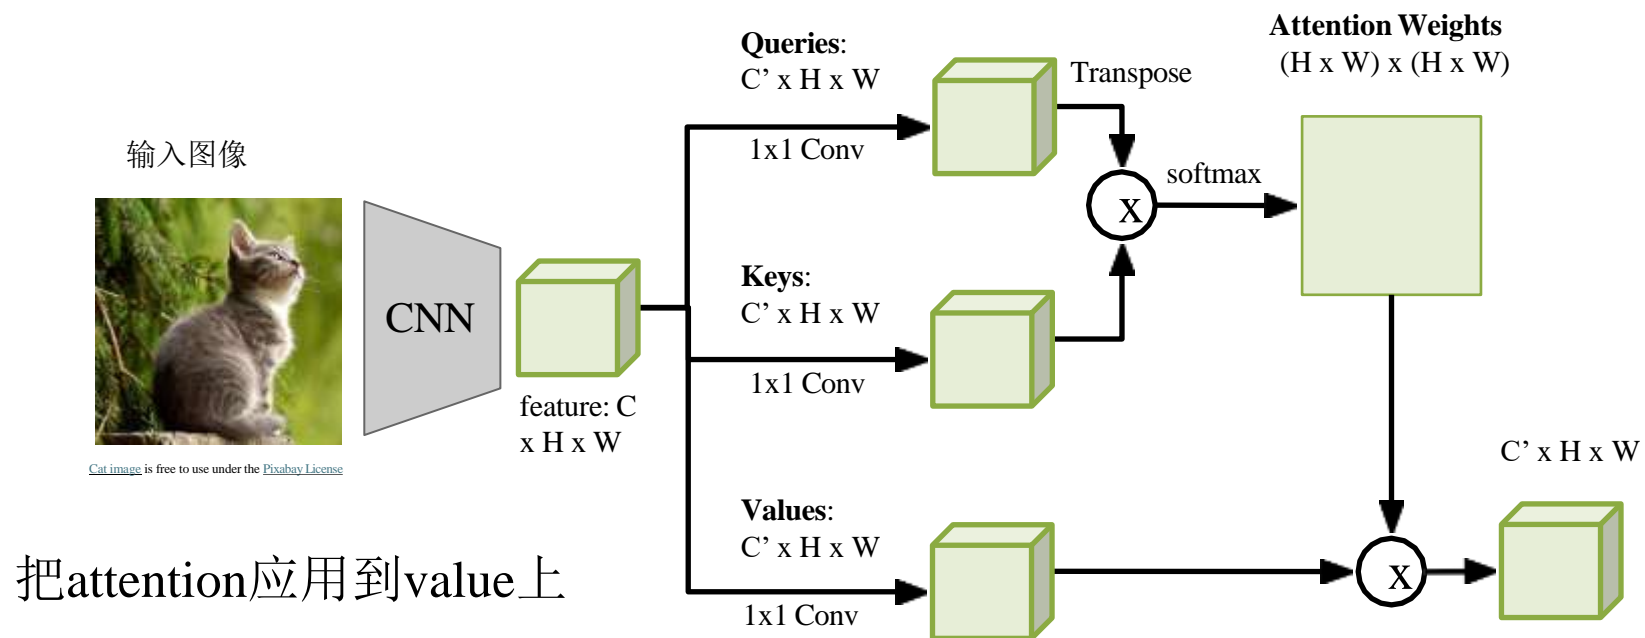 Queries:
C’ x H x W
Transpose
Attention Weights
(H x W) x (H x W)
1x1 Conv
输入图像
softmax
X
CNN
Keys:
C’ x H x W
1x1 Conv
feature: C
x H x W
Cat image is free to use under the Pixabay License
C’ x H x W
Values:
C’ x H x W
X
把attention应用到value上
1x1 Conv